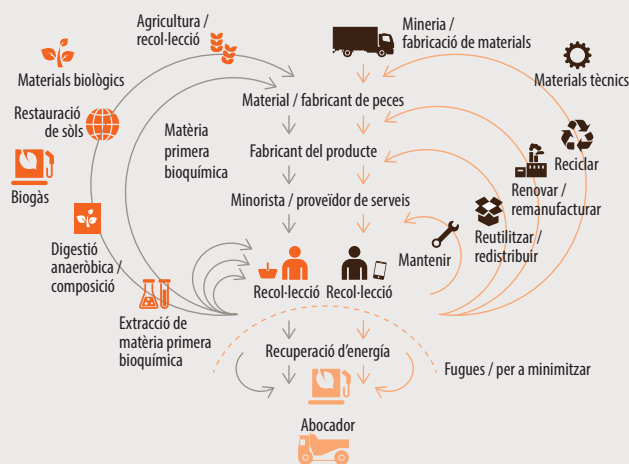 Agricultura /
recol·lecció
Mineria /
fabricació de materials
Materials biològics
Materials tècnics
Material / fabricant de peces
Restauració
de sòls
Matèria
primera
bioquímica
Fabricant del producte
Reciclar
Biogàs
Renovar /
remanufacturar
Minorista / proveïdor de serveis
Reutilitzar /
redistribuir
Digestió
anaeròbica /
composició
Mantenir
Recol·lecció
Recol·lecció
Extracció de
matèria primera
bioquímica
Recuperació d'energía
Fugues / per a minimitzar
Abocador